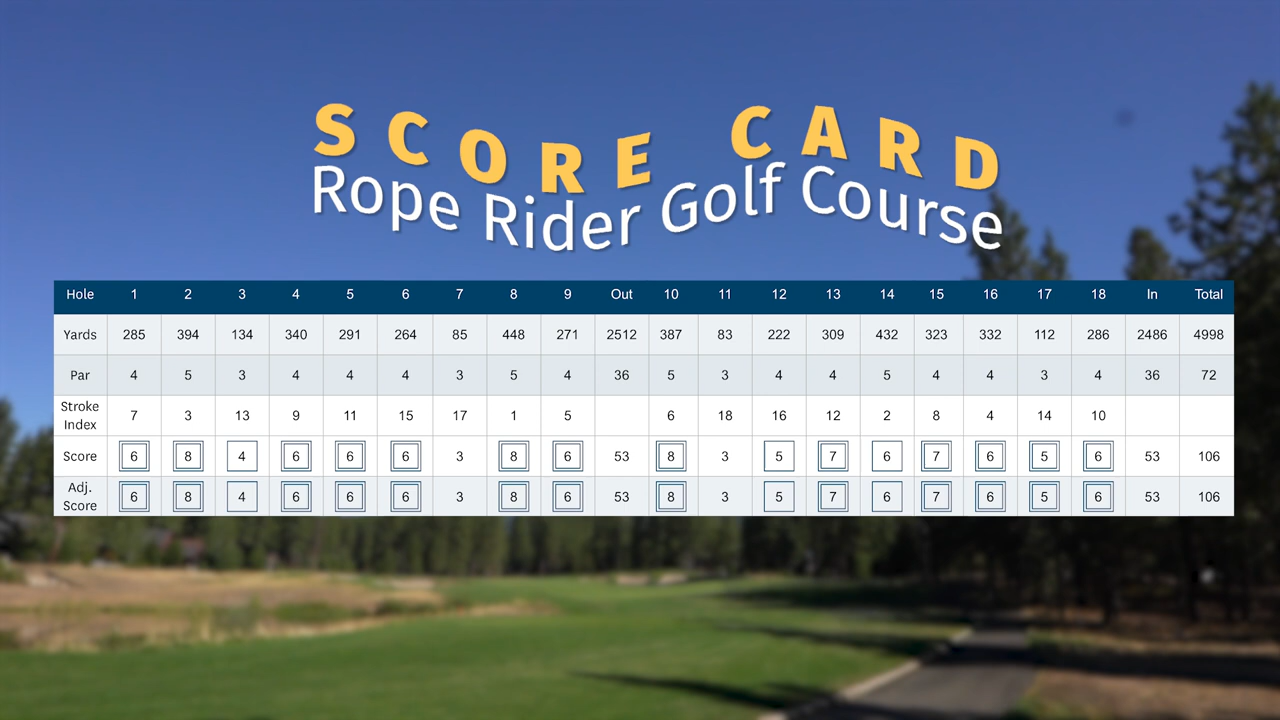 SCORE CARD
Rope Rider Golf Course
Hole 1 2 3 4 5 6 7 8 9 Out 10 11 12 13 14 15 16 17 18 In Total
Yards 285 394 134 340 291 264 85 448 271 2512 387 83 222 309 432 323 332 112 286 2486 4998
Par 4 5 3 4 4 4 3 5 4 36 5 3 4 4 5 4 4 3 4 36 72
Stroke Index 7 3 13 9 11 15 17 1 5 6 18 16 12 2 8 4 14 10
Score 6 8 4 6 6 6 3 8 6 53 8 3 5 7 6 7 6 5 6 53 106
Adj. Score 6 8 4 6 6 6 3 8 6 53 8 3 5 7 6 7 6 5 6 53 106